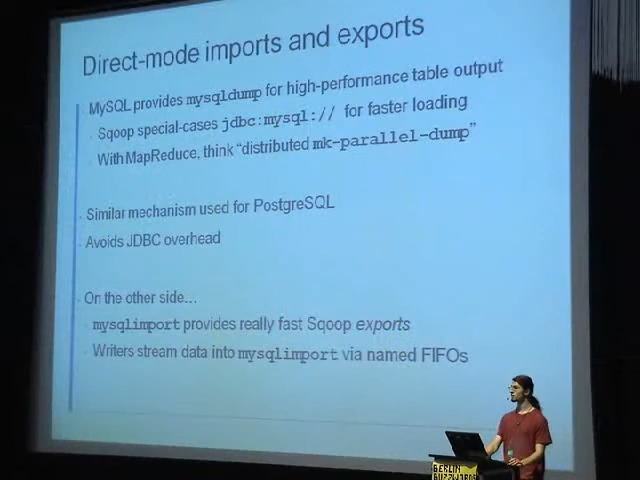 Direct-mode imports and exports
MySQL provides mysqldump for high-performance table output
Sqoop special-cases jdbc:mysql:// for faster loading
With MapReduce, think “distributed mk-parallel-dump”
Similar mechanism used for PostgreSQL
Avoids JDBC overhead
On the other side...
mysqlimport provides really fast Sqoop exports
Writers stream data into mysqlimport via named FIFOs
BERLIN
BUZZWORDS